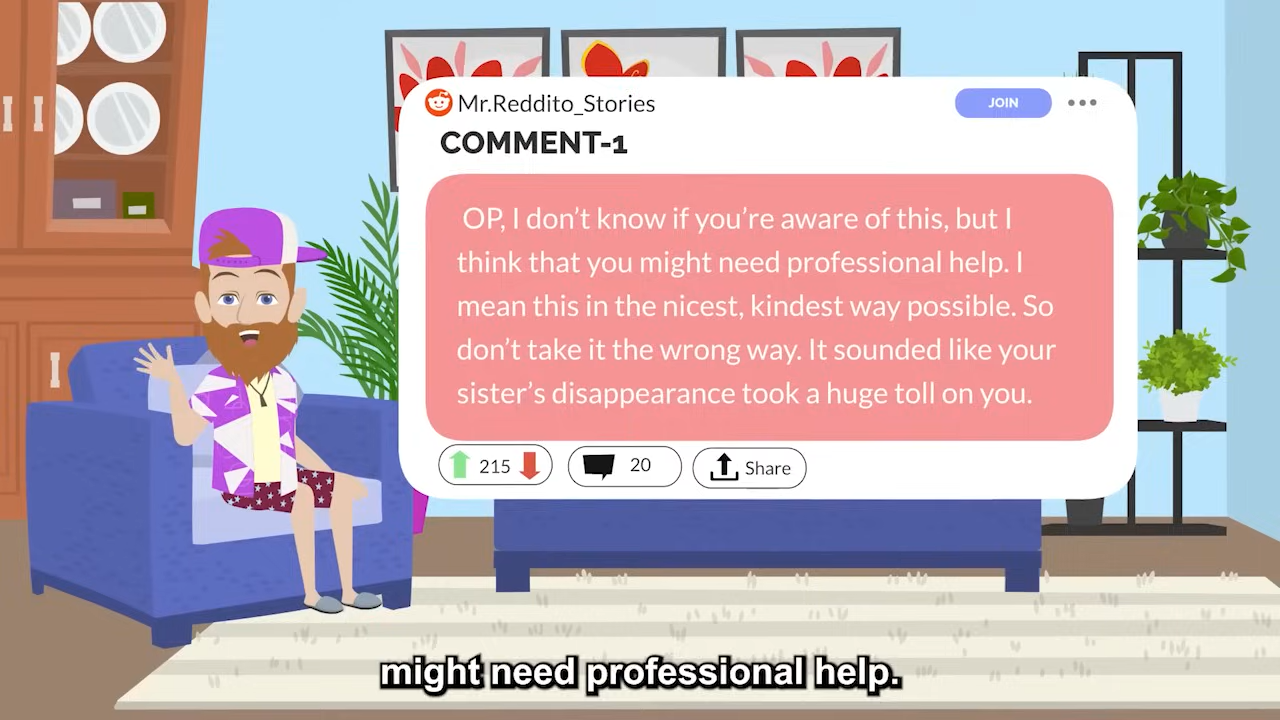 Mr.Reddito_Stories
JOIN
COMMENT-1
OP, I don't know if you're aware of this, but I
think that you might need professional help. I
mean this in the nicest, kindest way possible. So
don't take it the wrong way. It sounded like your
sister's disappearance took a huge toll on you.
215
20
Share
might need professional help.